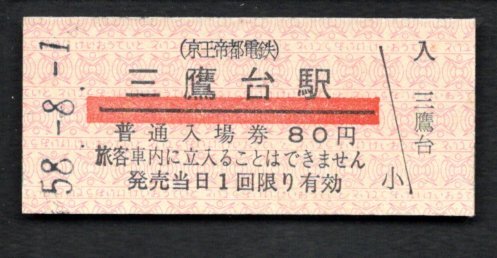 58.-8.-1
(京王帝都電鉄)
三鷹台駅
普通入場券 80円
旅客車内に立入ることはできません
発売当日1回限り有効
小
入
三鷹台